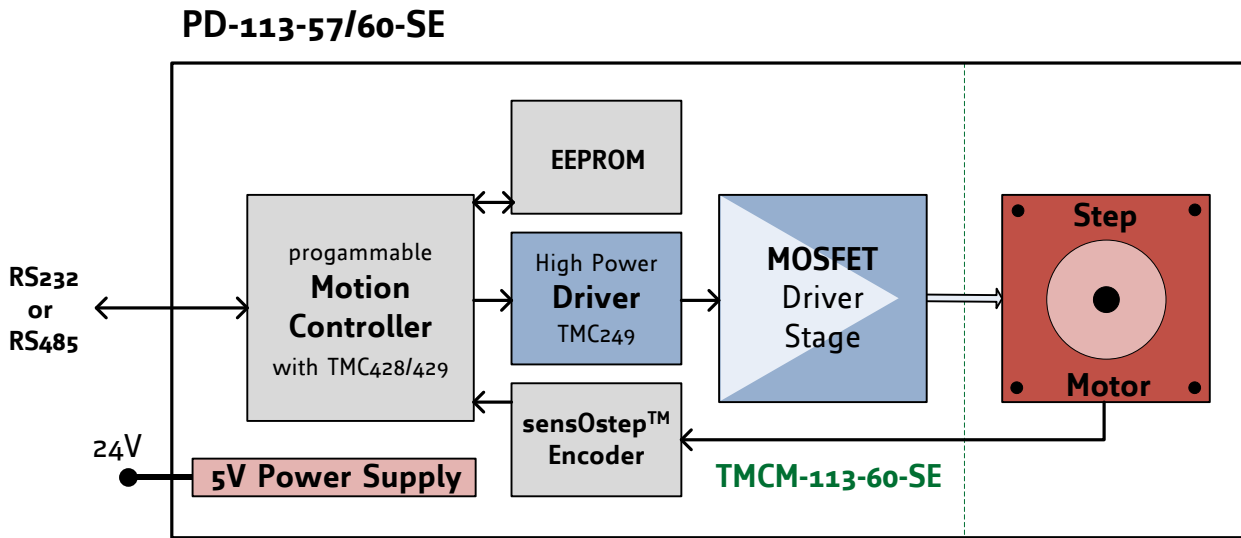 PD-113-57/60-SE
EEPROM
progammable
Motion
Controller
with TMC428/429
High Power
Driver
TMC249
MOSFET
Driver
Stage
Step
Motor
RS232
or
RS485
sensOstep™
Encoder
24V
5V Power Supply
TMCM-113-60-SE